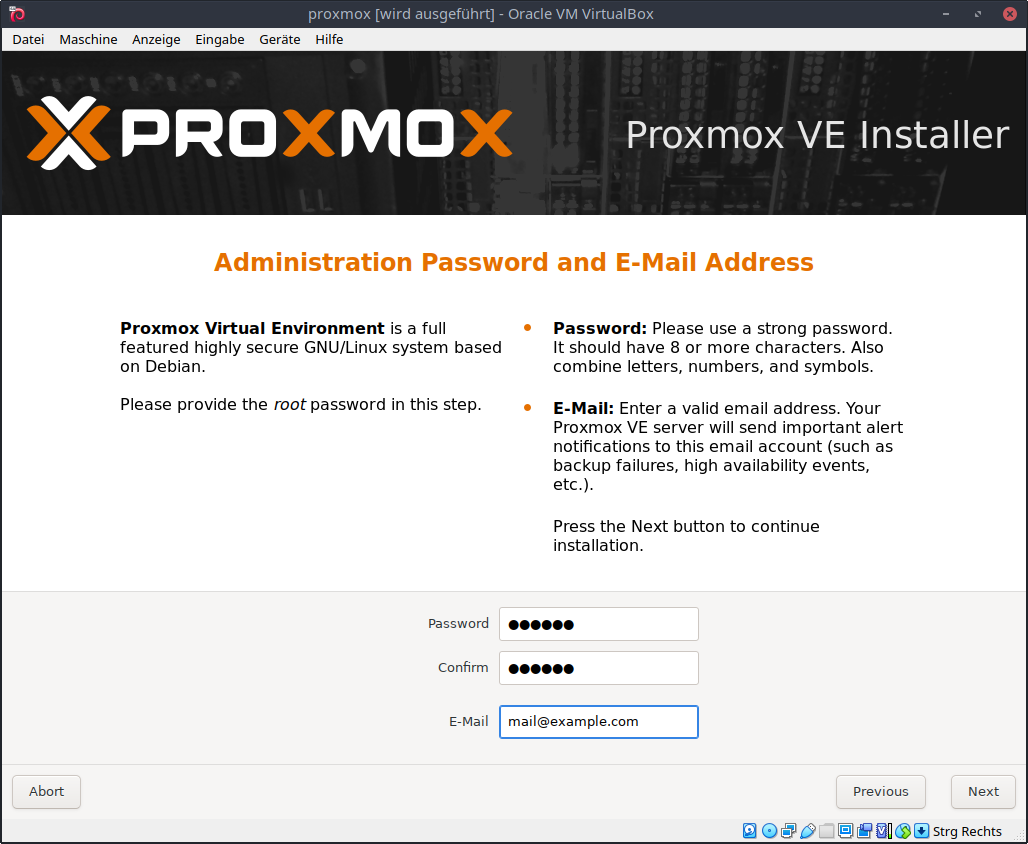 proxmox [wird ausgeführt] - Oracle VM VirtualBox
Datei Maschine Anzeige Eingabe Geräte Hilfe
PROXMOX
Proxmox VE Installer
Administration Password and E-Mail Address
Proxmox Virtual Environment is a full
featured highly secure GNU/Linux system based
on Debian.
Please provide the root password in this step.
Password: Please use a strong password.
It should have 8 or more characters. Also
combine letters, numbers, and symbols.
E-Mail: Enter a valid email address. Your
Proxmox VE server will send important alert
notifications to this email account (such as
backup failures, high availability events,
etc.).
Press the Next button to continue
installation.
Password ●●●●●●
Confirm ●●●●●●
E-Mail mail@example.com
Abort Previous Next
Strg Rechts